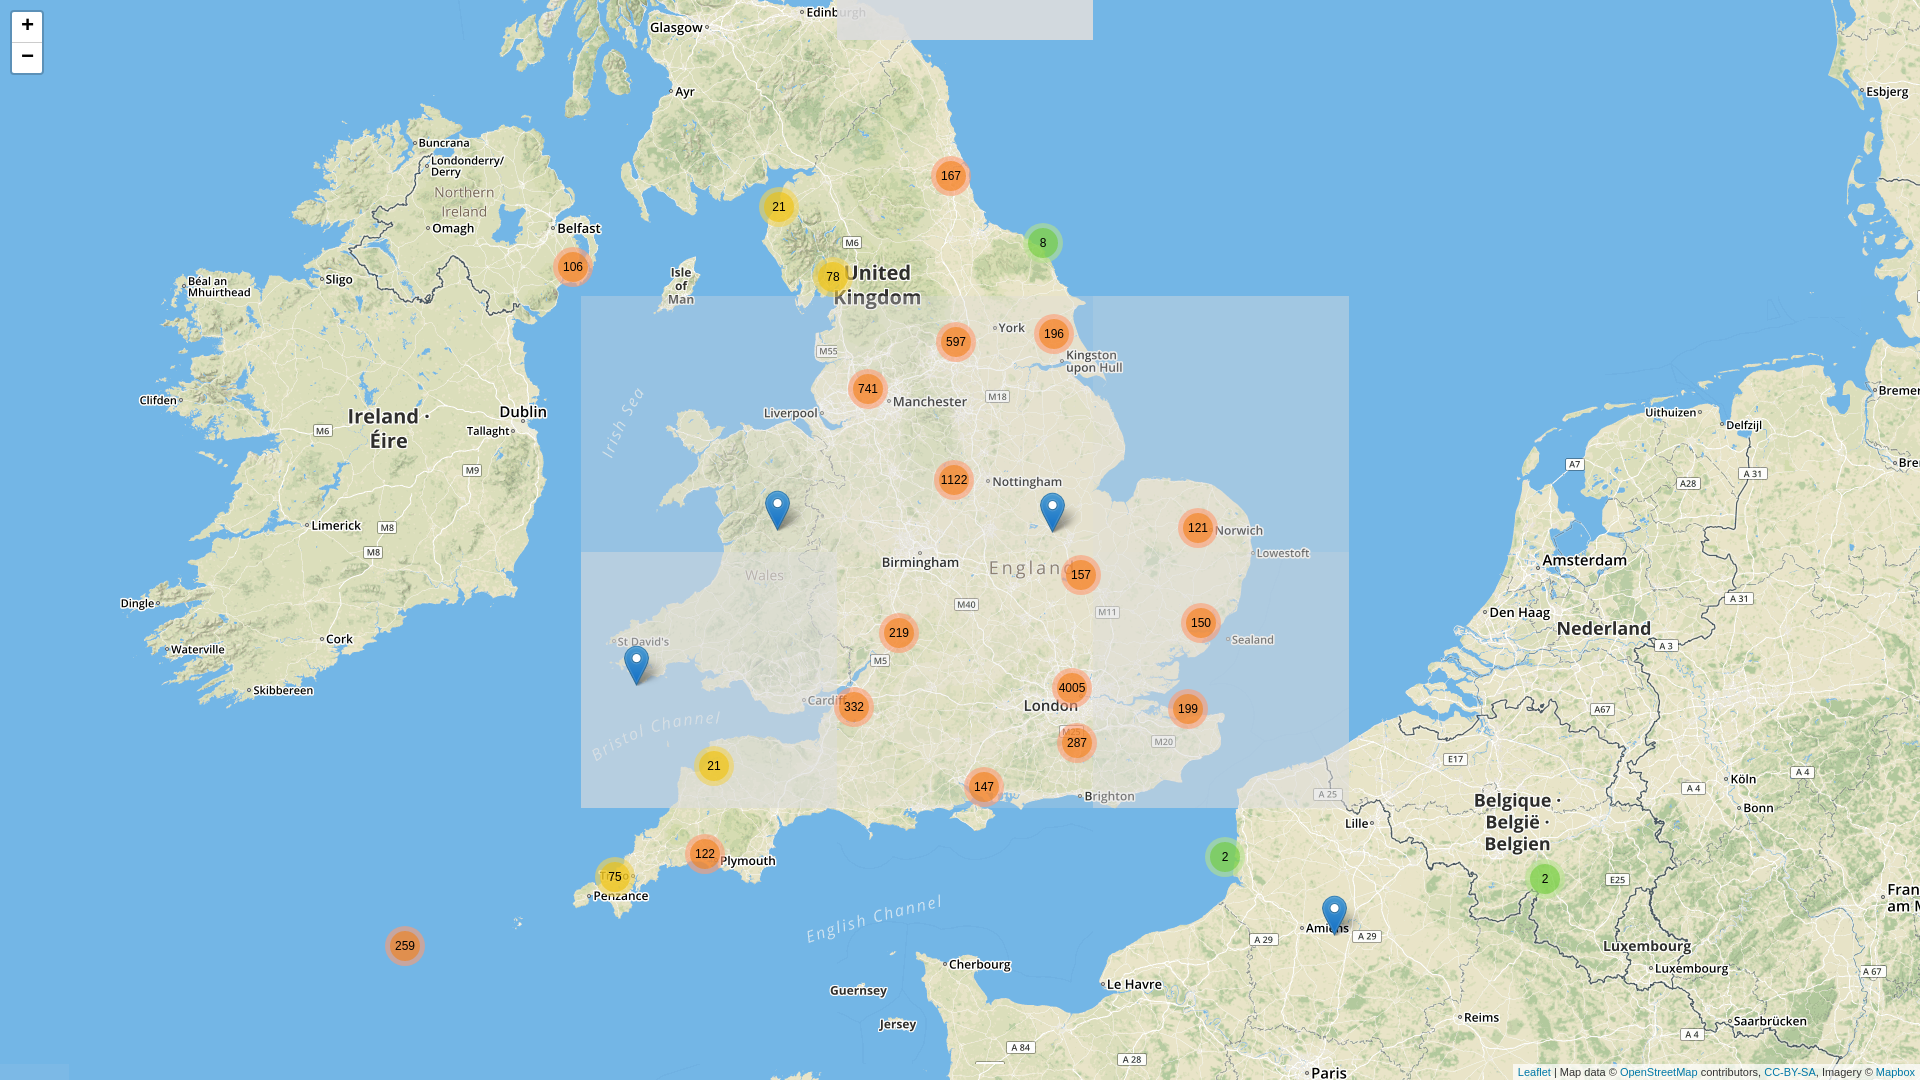 +
−
Edinburgh
Glasgow
Ayr
Esbjerg
Buncrana
Londonderry/
Derry
Northern
Ireland
Omagh
Belfast
167
21
8
M6
106
78
United
Kingdom
Isle
of
Man
Sligo
Béal an
Mhuirthead
York
196
597
M55
Kingston
upon Hull
741
Manchester
M18
Liverpool
Clifden
Ireland ·
Éire
Dublin
M6
Tallaght
M9
Irish Sea
Uithuizen
Delfzijl
Bremer
A7
A 31
A28
Bre
1122
Nottingham
Limerick
M8
M8
121
Norwich
Lowestoft
Birmingham
England
157
Wales
M40
M11
Amsterdam
A 31
Den Haag
Nederland
A 3
Dingle
Cork
Waterville
Skibbereen
219
150
Sealand
St David's
M5
4005
London
Cardiff
332
199
A67
Bristol Channel
M20
287
E17
21
147
Brighton
A 25
Köln
A 4
A 4
Bonn
Belgique ·
België ·
Belgien
Lille
122
Plymouth
75
Penzance
2
2
E25
Fran
am M
English Channel
Amiens
A 29
A 29
259
Luxembourg
Luxembourg
A 67
Cherbourg
Le Havre
Guernsey
Jersey
Reims
Saarbrücken
A 4
A 84
A 28
Paris
Leaflet | Map data © OpenStreetMap contributors, CC-BY-SA, Imagery © Mapbox